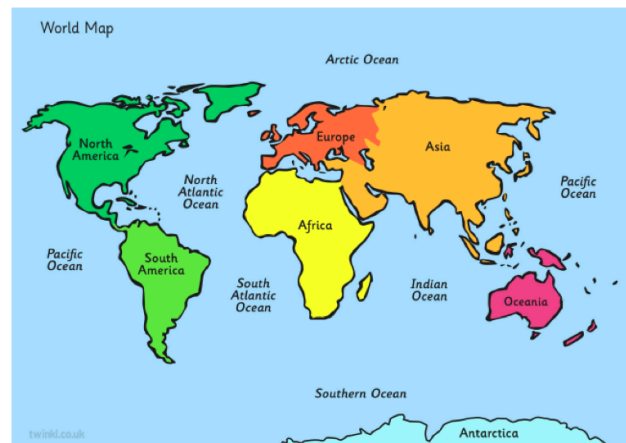 World Map
Arctic Ocean
North
America
Europe
Asia
North
Atlantic
Ocean
Pacific
Ocean
Africa
Pacific
Ocean
South
America
South
Atlantic
Ocean
Indian
Ocean
Oceania
Southern Ocean
twinkl.co.uk
Antarctica